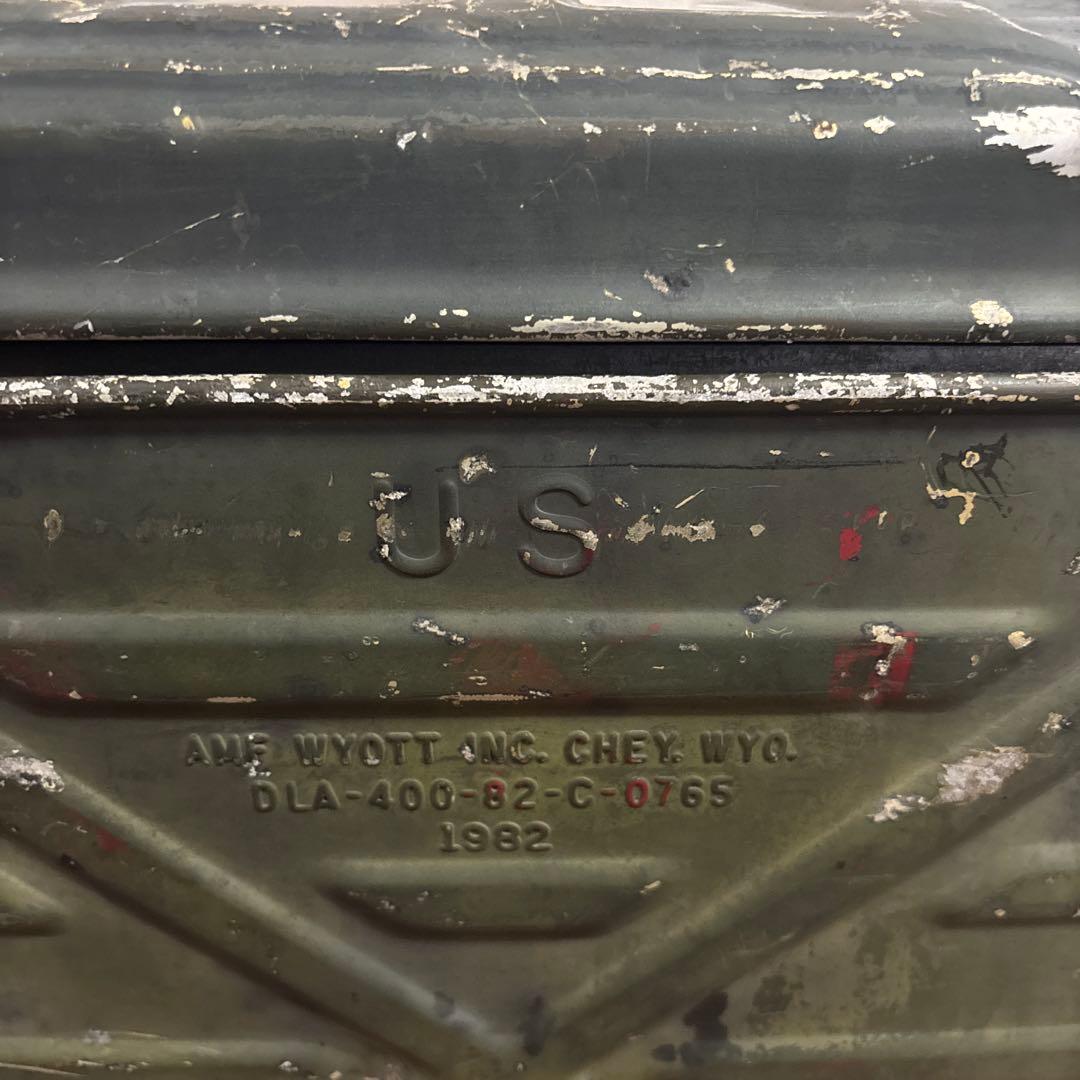 US
AMF WYOTT INC. CHEY. WYO.
DLA-400-82-C-0765
1982